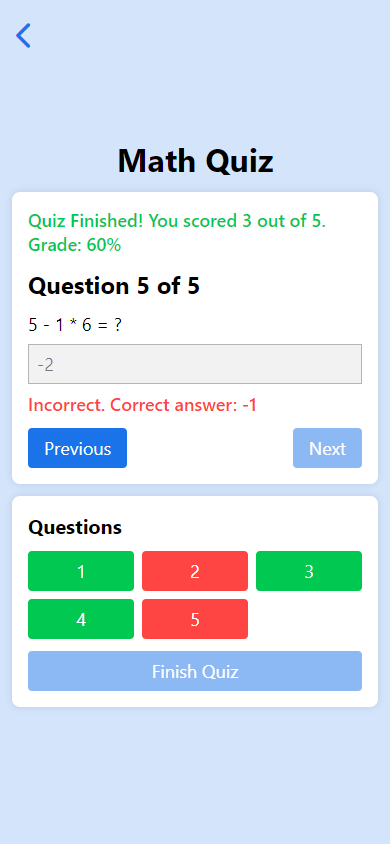 Math Quiz
Quiz Finished! You scored 3 out of 5.
Grade: 60%
Question 5 of 5
5 - 1 * 6 = ?
-2
Incorrect. Correct answer: -1
Previous Next
Questions
1 2 3
4 5
Finish Quiz